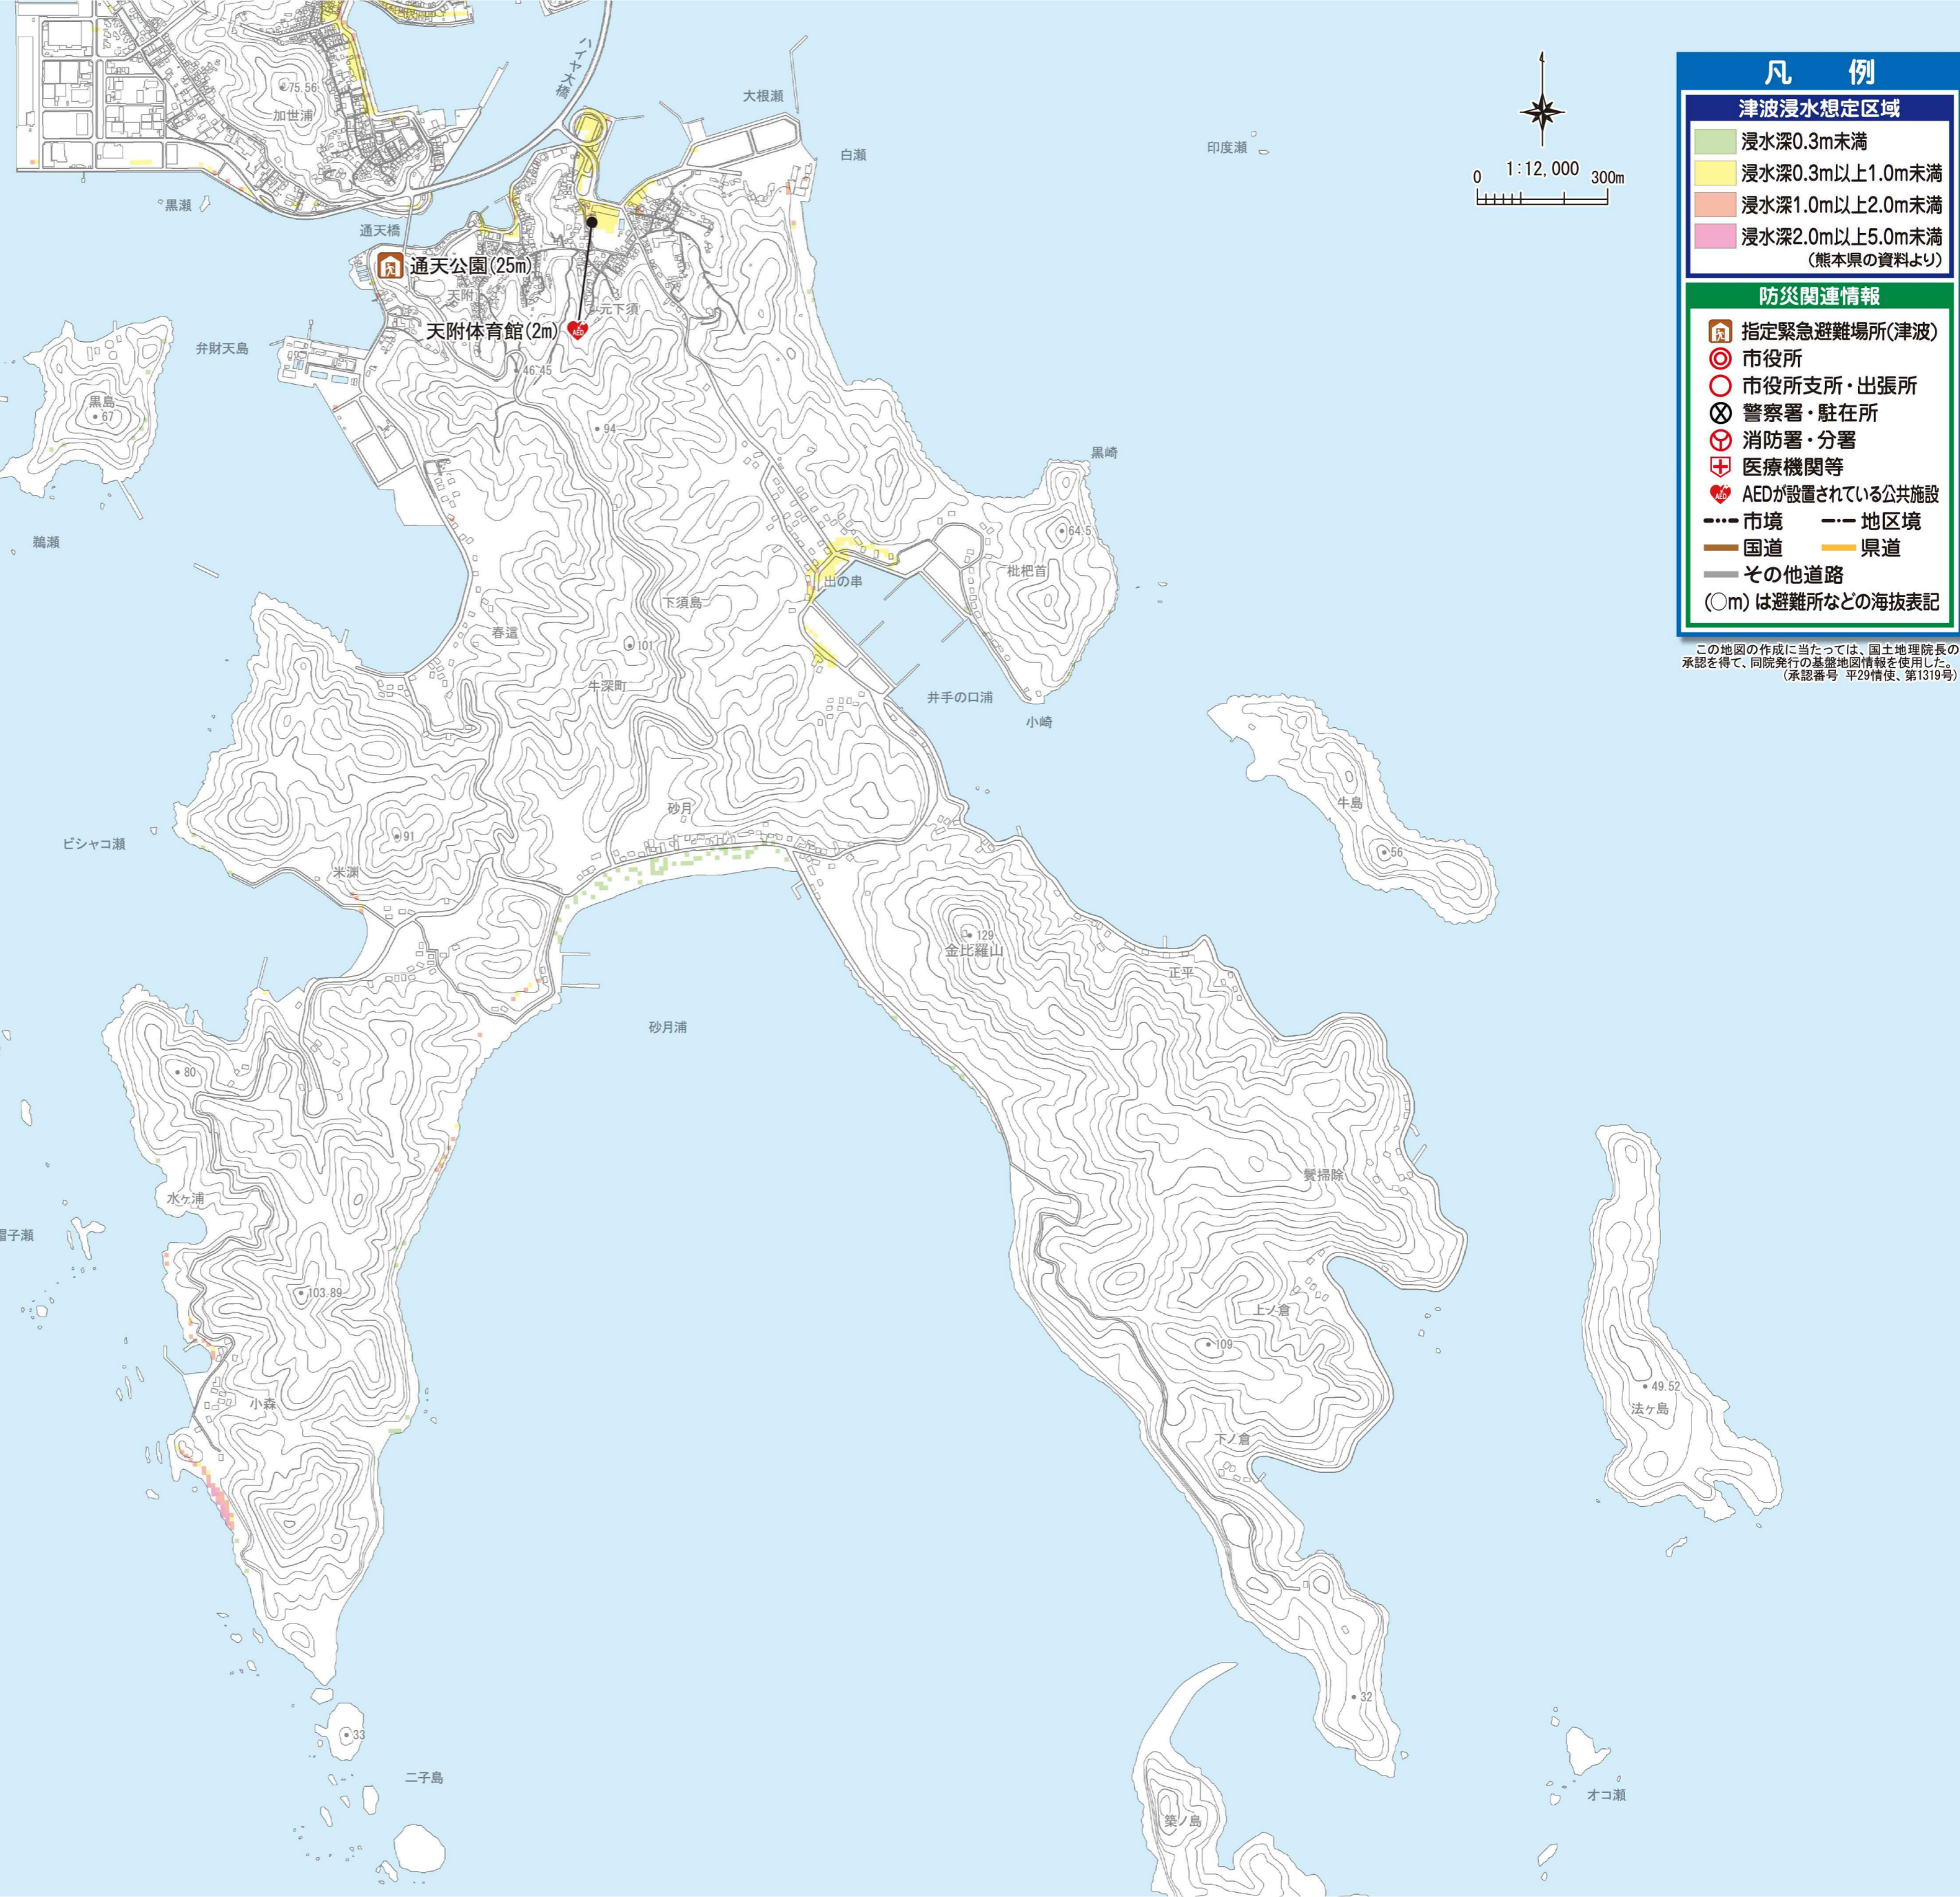 75.56
加世浦
ハイヤ大橋
大根瀬
白瀬
印度瀬
黒瀬
通天橋
通天公園(25m)
天附
元下須
天附体育館(2m)
AED
弁財天島
46.45
黒島
67
94
黒崎
鵜瀬
64.5
枇杷首
出の串
下須島
春這
101
牛深町
井手の口浦
小崎
牛島
砂月
ビシャコ瀬
91
米淵
56
129
金比羅山
正平
砂月浦
80
水ヶ浦
鬢掃除
帽子瀬
103.89
上ノ倉
109
49.52
法ヶ島
小森
下ノ倉
32
33
二子島
オコ瀬
築ノ島
1:12,000
0 300m
凡 例
津波浸水想定区域
浸水深0.3m未満
浸水深0.3m以上1.0m未満
浸水深1.0m以上2.0m未満
浸水深2.0m以上5.0m未満
(熊本県の資料より)
防災関連情報
指定緊急避難場所(津波)
市役所
市役所支所・出張所
警察署・駐在所
消防署・分署
医療機関等
AED AEDが設置されている公共施設
市境 地区境
国道 県道
その他道路
(○m)は避難所などの海抜表記
この地図の作成に当たっては、国土地理院長の
承認を得て、同院発行の基盤地図情報を使用した。
(承認番号 平29情使、第1319号)